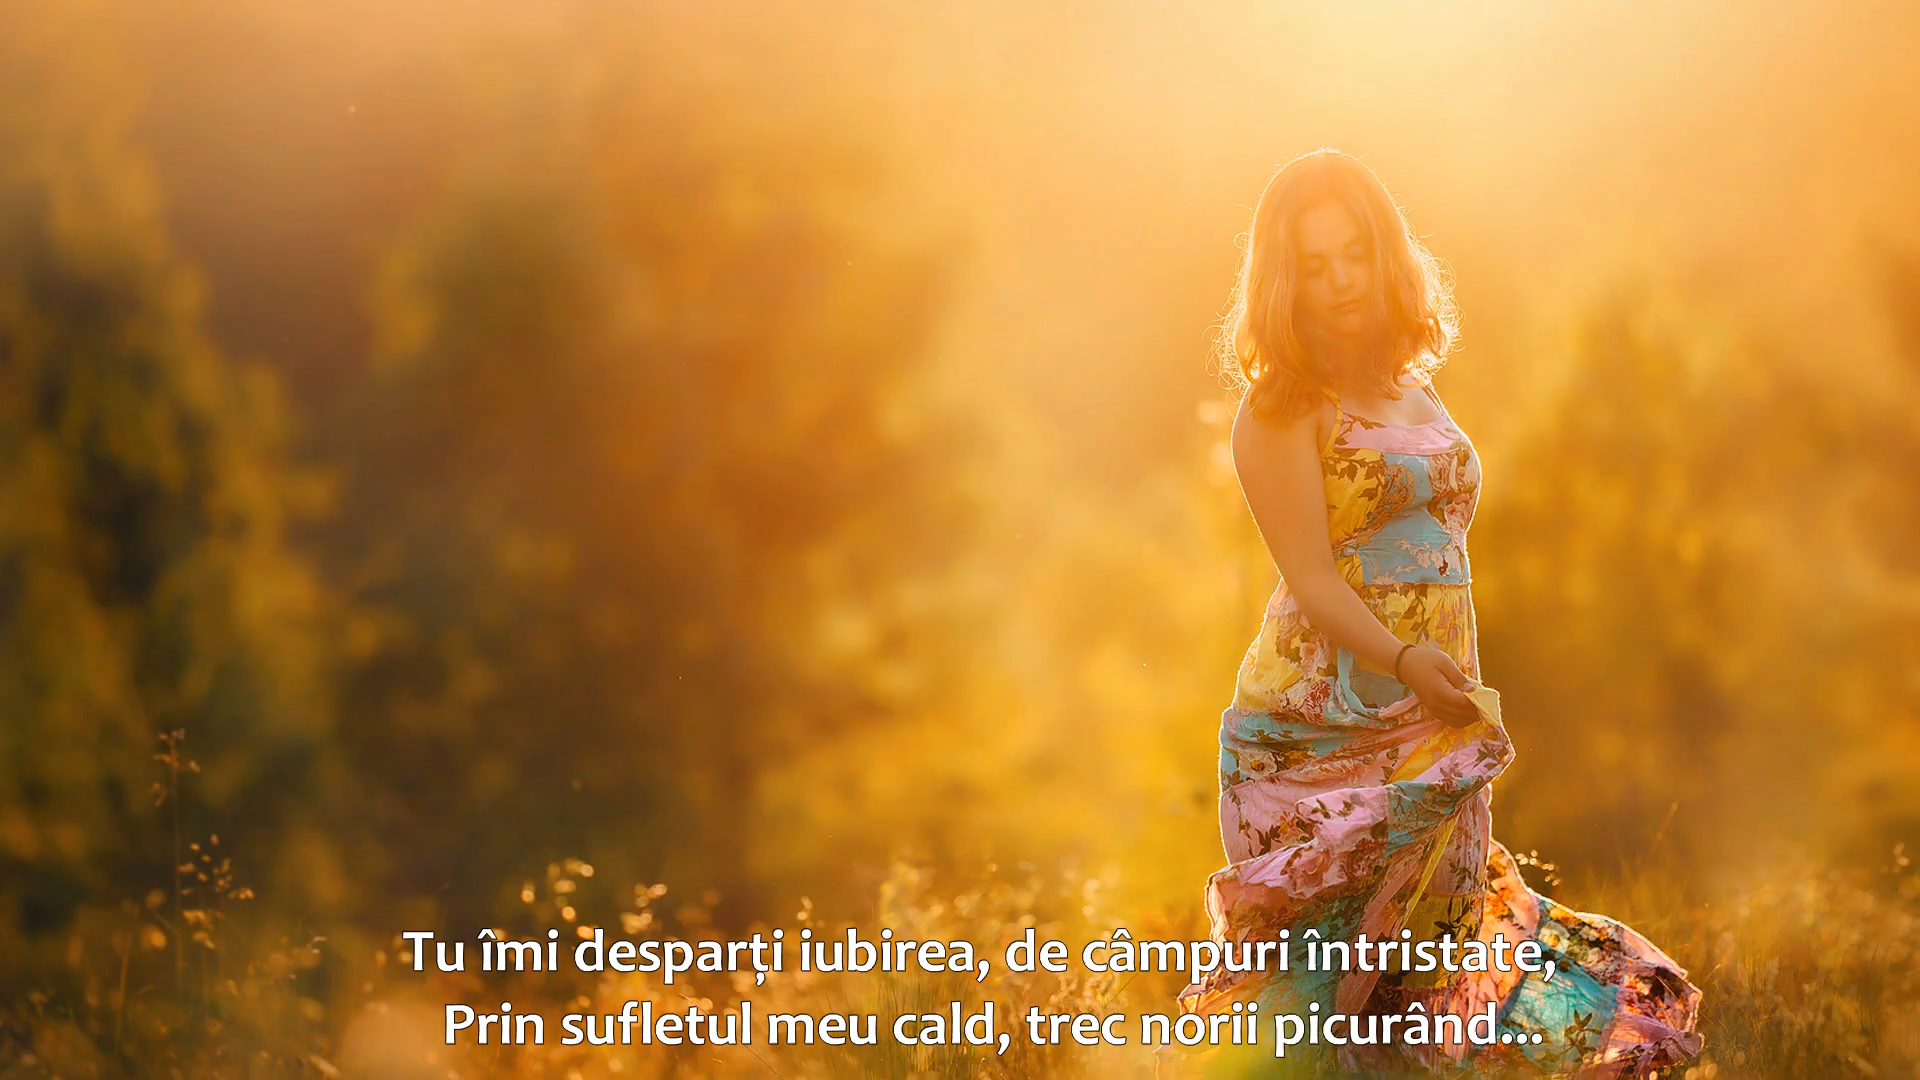 Tu îmi desparți iubirea, de câmpuri întristate,
Prin sufletul meu cald, trec norii picurând...